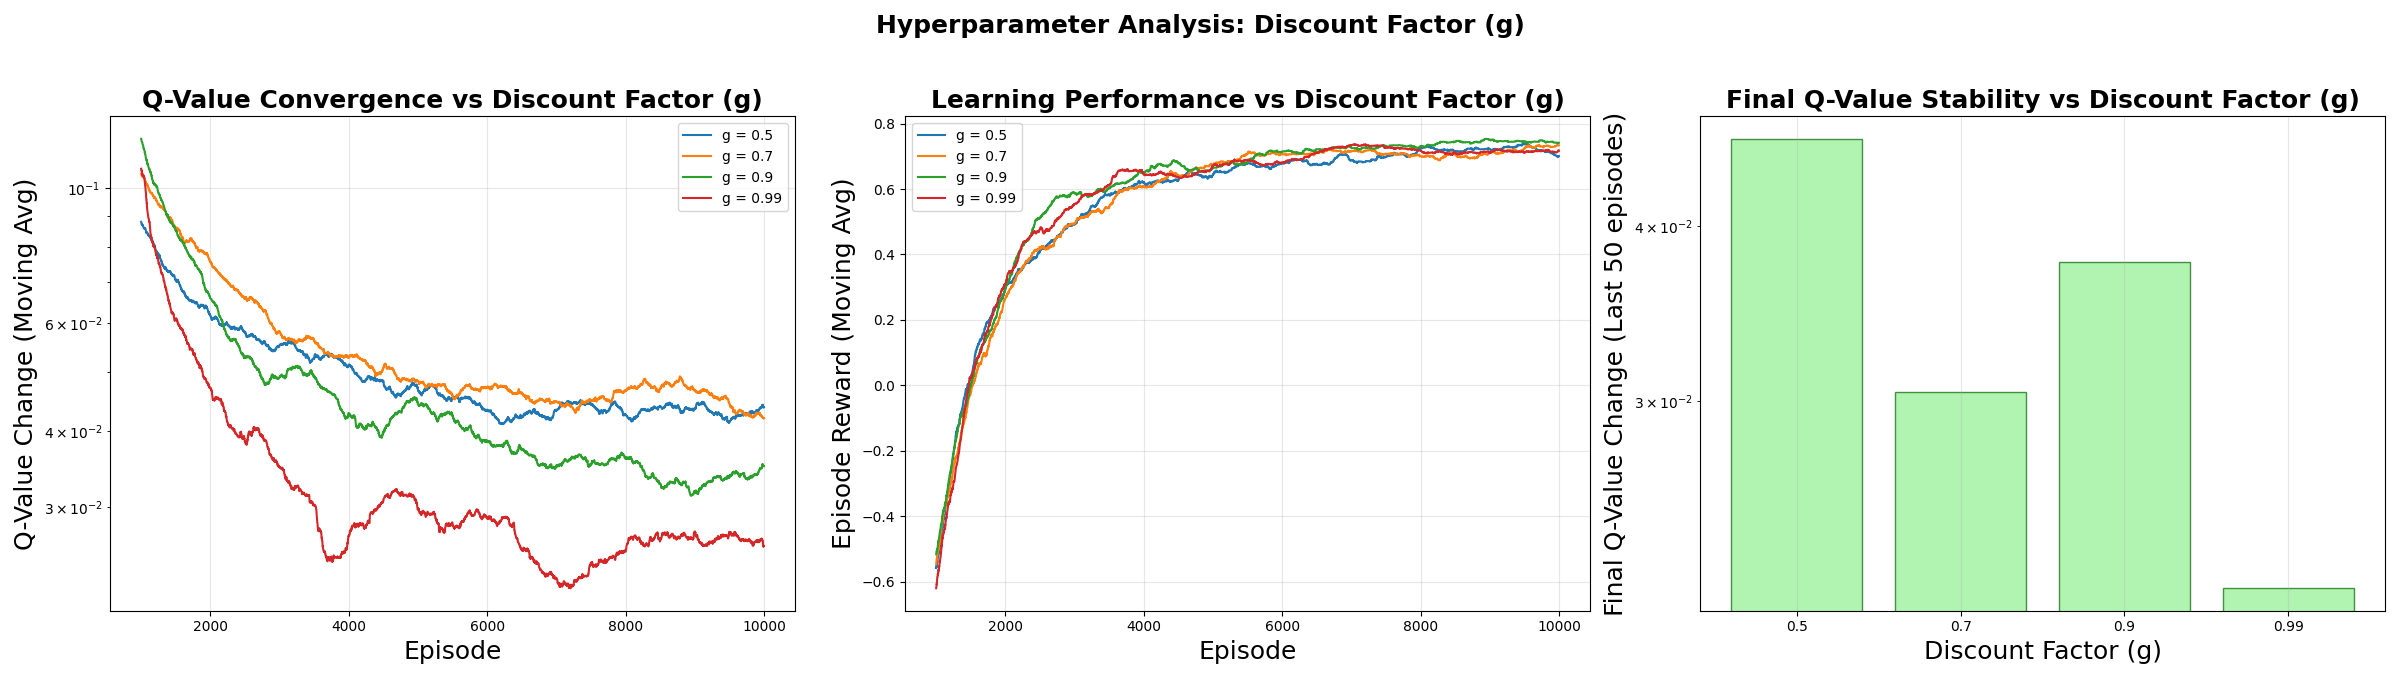 Hyperparameter Analysis: Discount Factor (g)
Q-Value Convergence vs Discount Factor (g)
Q-Value Change (Moving Avg)
10⁻¹
6 × 10⁻²
4 × 10⁻²
3 × 10⁻²
g = 0.5
g = 0.7
g = 0.9
g = 0.99
2000 4000 6000 8000 10000
Episode
Learning Performance vs Discount Factor (g)
Episode Reward (Moving Avg)
0.8
0.6
0.4
0.2
0.0
−0.2
−0.4
−0.6
g = 0.5
g = 0.7
g = 0.9
g = 0.99
2000 4000 6000 8000 10000
Episode
Final Q-Value Stability vs Discount Factor (g)
Final Q-Value Change (Last 50 episodes)
4 × 10⁻²
3 × 10⁻²
0.5 0.7 0.9 0.99
Discount Factor (g)